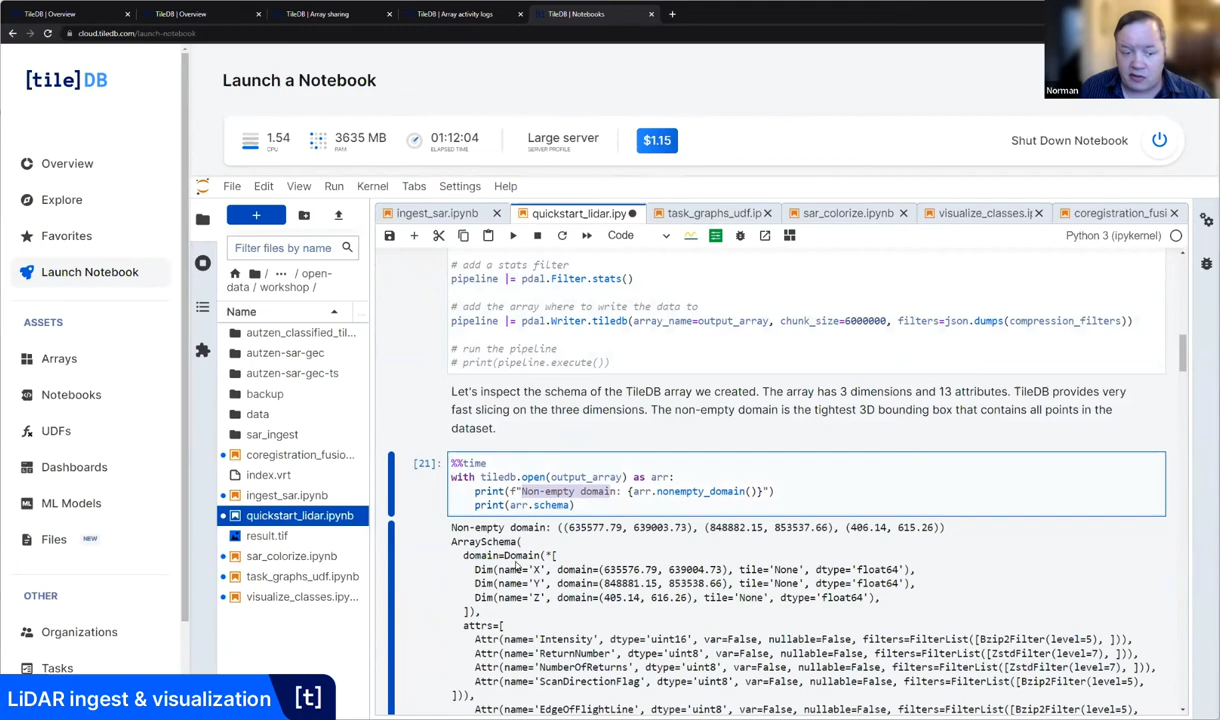 TileDB | Overview
TileDB | Overview
TileDB | Array sharing
TileDB | Array activity logs
TileDB | Notebooks
cloud.tiledb.com/launch-notebook
Norman
[tile]DB
Launch a Notebook
1.54
CPU
3635 MB
RAM
01:12:04
ELAPSED TIME
Large server
SERVER PROFILE
$1.15
Shut Down Notebook
Overview
Explore
Favorites
Launch Notebook
ASSETS
Arrays
Notebooks
UDFs
Dashboards
ML Models
Files NEW
OTHER
Organizations
Tasks
File Edit View Run Kernel Tabs Settings Help
Filter files by name
/ ··· / open-
data / workshop /
Name
autzen_classified_til...
autzen-sar-gec
autzen-sar-gec-ts
backup
data
sar_ingest
coregistration_fusio...
index.vrt
ingest_sar.ipynb
quickstart_lidar.ipynb
result.tif
sar_colorize.ipynb
task_graphs_udf.ipynb
visualize_classes.ipy...
ingest_sar.ipynb
quickstart_lidar.ipy
task_graphs_udf.ip
sar_colorize.ipynb
visualize_classes.ip
coregistration_fusi
Code
Python 3 (ipykernel)
# add a stats filter
pipeline |= pdal.Filter.stats()
# add the array where to write the data to
pipeline |= pdal.Writer.tiledb(array_name=output_array, chunk_size=6000000, filters=json.dumps(compression_filters))
# run the pipeline
# print(pipeline.execute())
Let's inspect the schema of the TileDB array we created. The array has 3 dimensions and 13 attributes. TileDB provides very
fast slicing on the three dimensions. The non-empty domain is the tightest 3D bounding box that contains all points in the
dataset.
[21]:
%%time
with tiledb.open(output_array) as arr:
print(f"Non-empty domain: {arr.nonempty_domain()}")
print(arr.schema)
Non-empty domain: ((635577.79, 639003.73), (848882.15, 853537.66), (406.14, 615.26))
ArraySchema(
domain=Domain(*[
Dim(name='X', domain=(635576.79, 639004.73), tile='None', dtype='float64'),
Dim(name='Y', domain=(848881.15, 853538.66), tile='None', dtype='float64'),
Dim(name='Z', domain=(405.14, 616.26), tile='None', dtype='float64'),
]),
attrs=[
Attr(name='Intensity', dtype='uint16', var=False, nullable=False, filters=FilterList([Bzip2Filter(level=5), ])),
Attr(name='ReturnNumber', dtype='uint8', var=False, nullable=False, filters=FilterList([ZstdFilter(level=7), ])),
Attr(name='NumberOfReturns', dtype='uint8', var=False, nullable=False, filters=FilterList([ZstdFilter(level=7), ])),
Attr(name='ScanDirectionFlag', dtype='uint8', var=False, nullable=False, filters=FilterList([Bzip2Filter(level=5),
])),
Attr(name='EdgeOfFlightLine', dtype='uint8', var=False, nullable=False, filters=FilterList([Bzip2Filter(level=5),
LiDAR ingest & visualization [t]